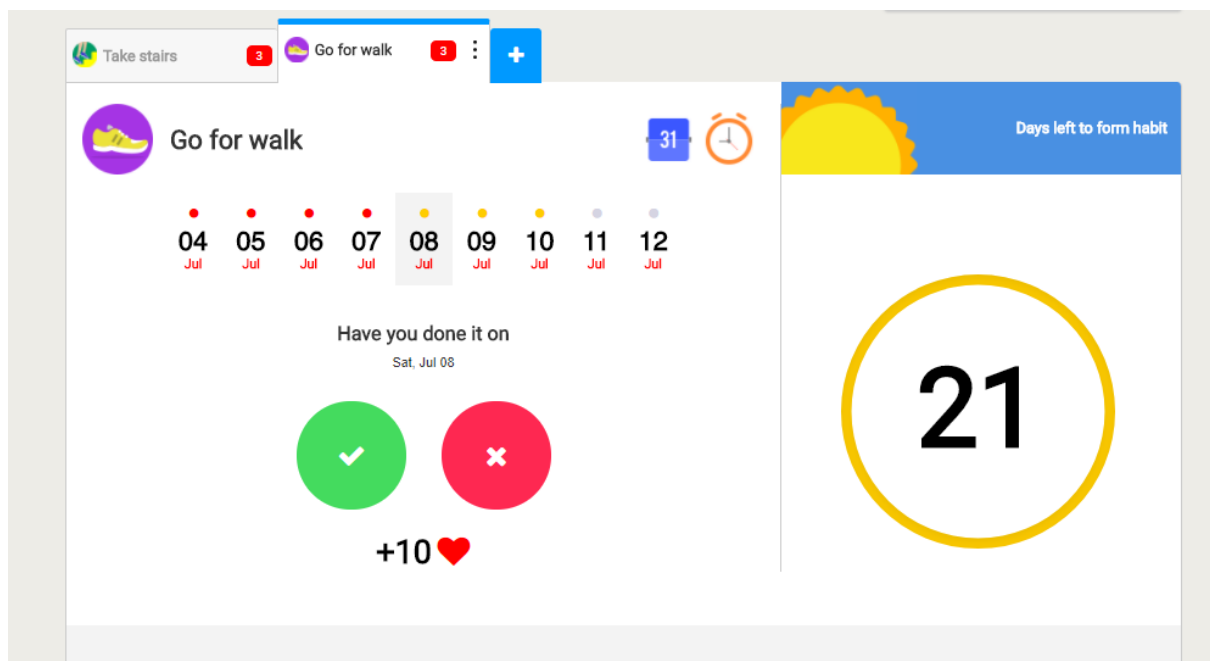 Take stairs 3 Go for walk 3
Go for walk 31
Days left to form habit
04 05 06 07 08 09 10 11 12
Jul Jul Jul Jul Jul Jul Jul Jul Jul
Have you done it on
Sat, Jul 08
+10
21